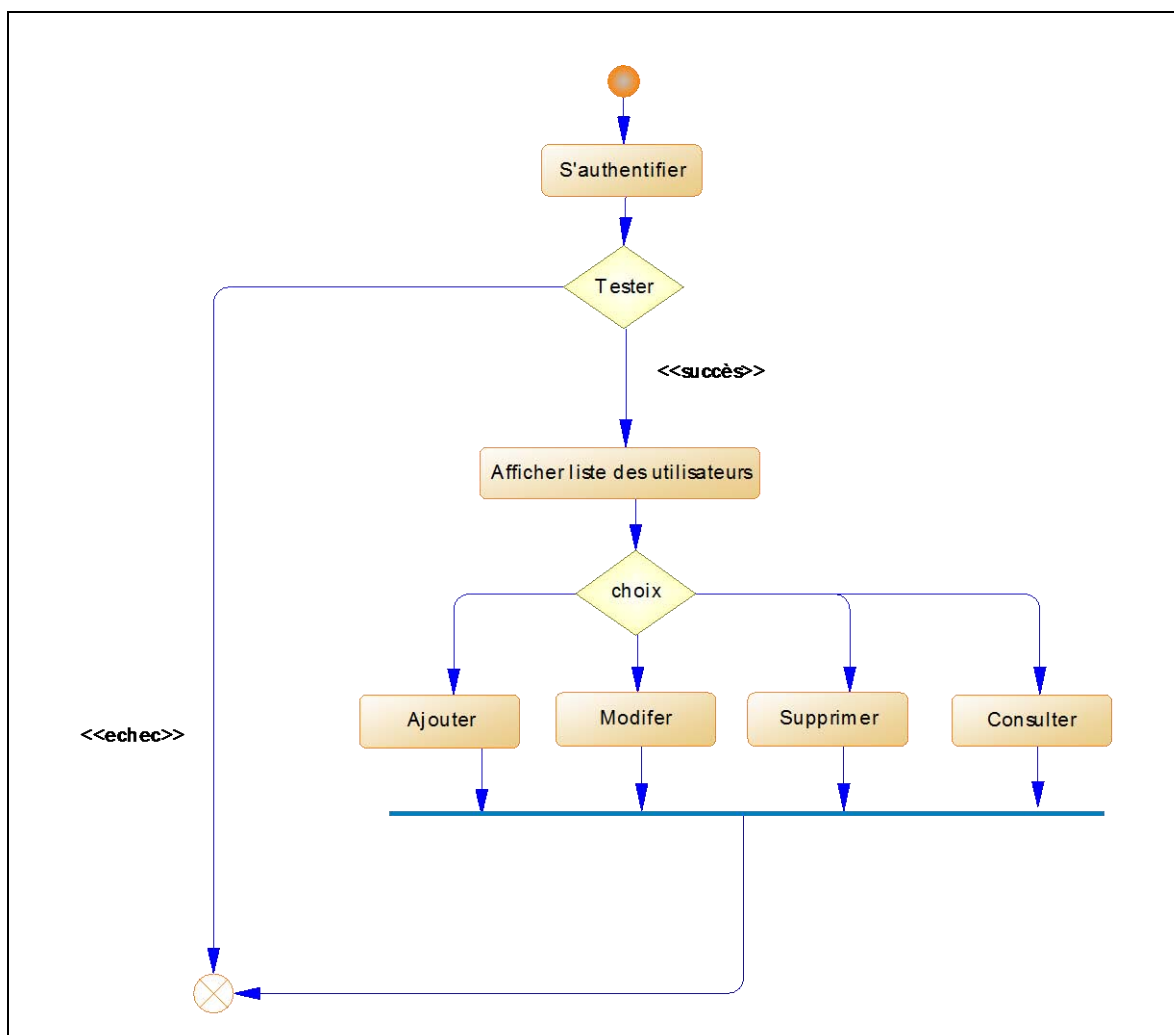 S'authentifier
Tester
<<succès>>
Afficher liste des utilisateurs
choix
Ajouter
Modifer
Supprimer
Consulter
<<echec>>